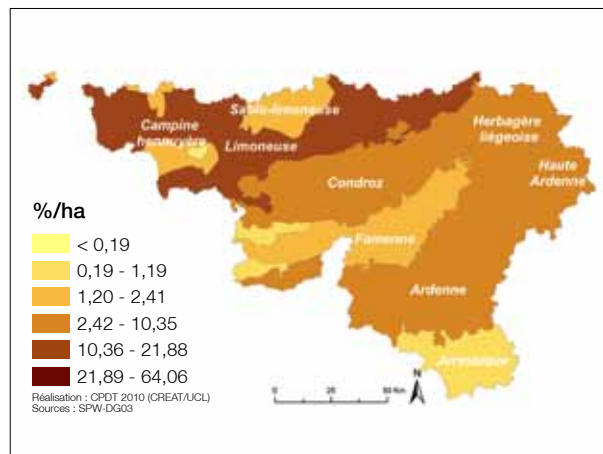 Sablo-limoneuse
Campine
hennuyère
Limoneuse
Herbagère
liégeoise
Haute
Ardenne
Condroz
Famenne
Ardenne
%/ha
< 0,19
0,19 - 1,19
1,20 - 2,41
2,42 - 10,35
10,36 - 21,88
21,89 - 64,06
Réalisation : CPDT 2010 (CREAT/UCL)
Sources : SPW-DG03
N
0 25 50 Km